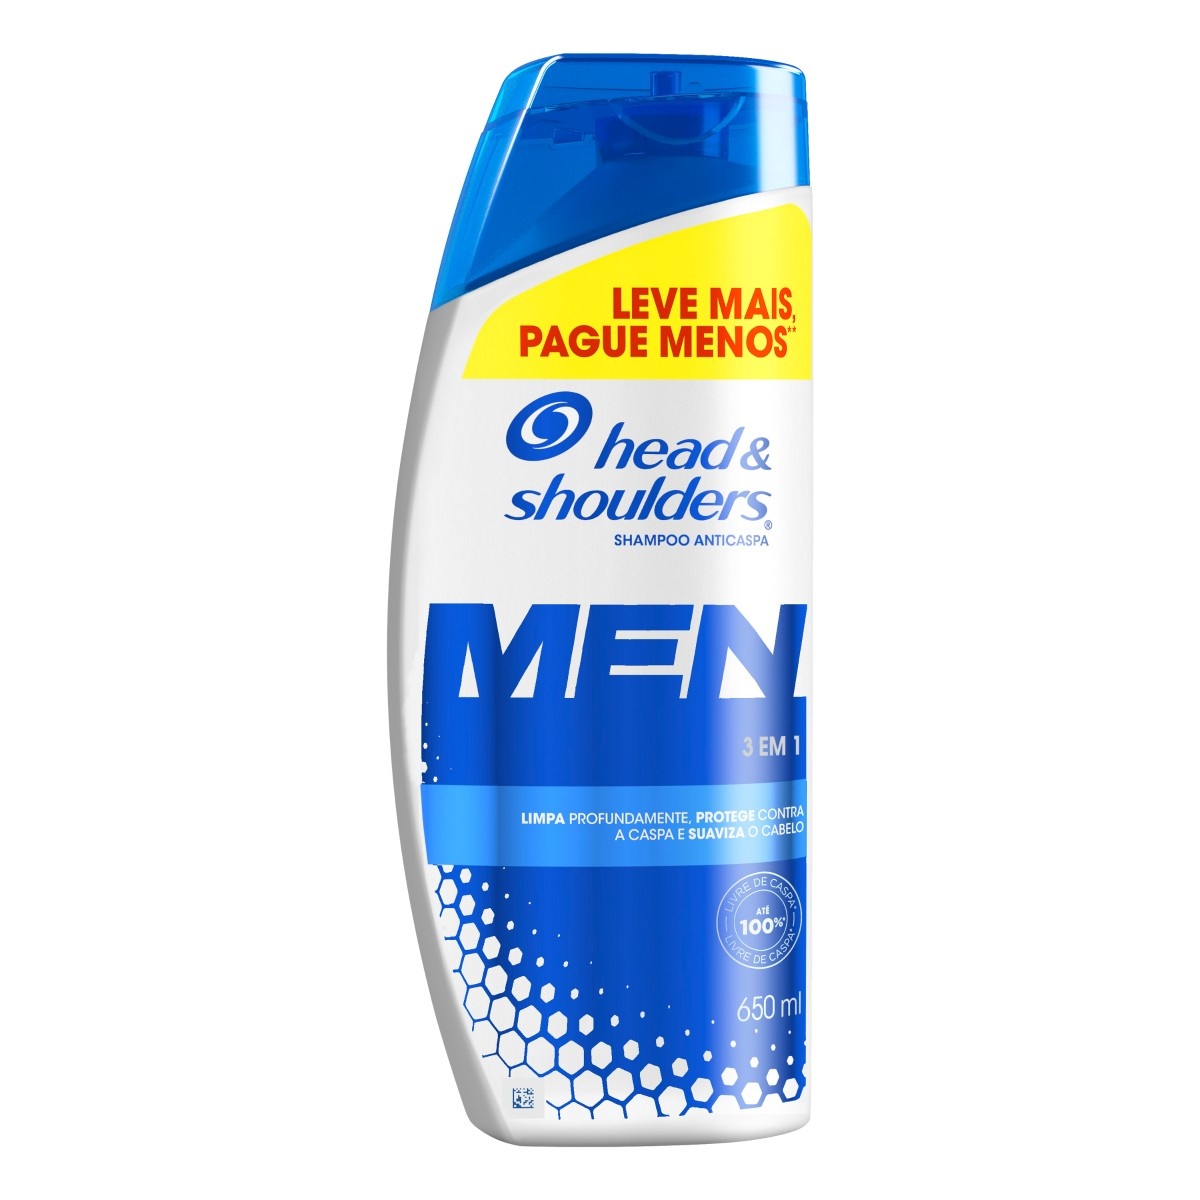 LEVE MAIS,
PAGUE MENOS**
head &
shoulders®
SHAMPOO ANTICASPA
MEN
3 EM 1
LIMPA PROFUNDAMENTE, PROTEGE CONTRA
A CASPA E SUAVIZA O CABELO
LIVRE DE CASPA*
ATÉ
100%*
LIVRE DE CASPA*
650 ml